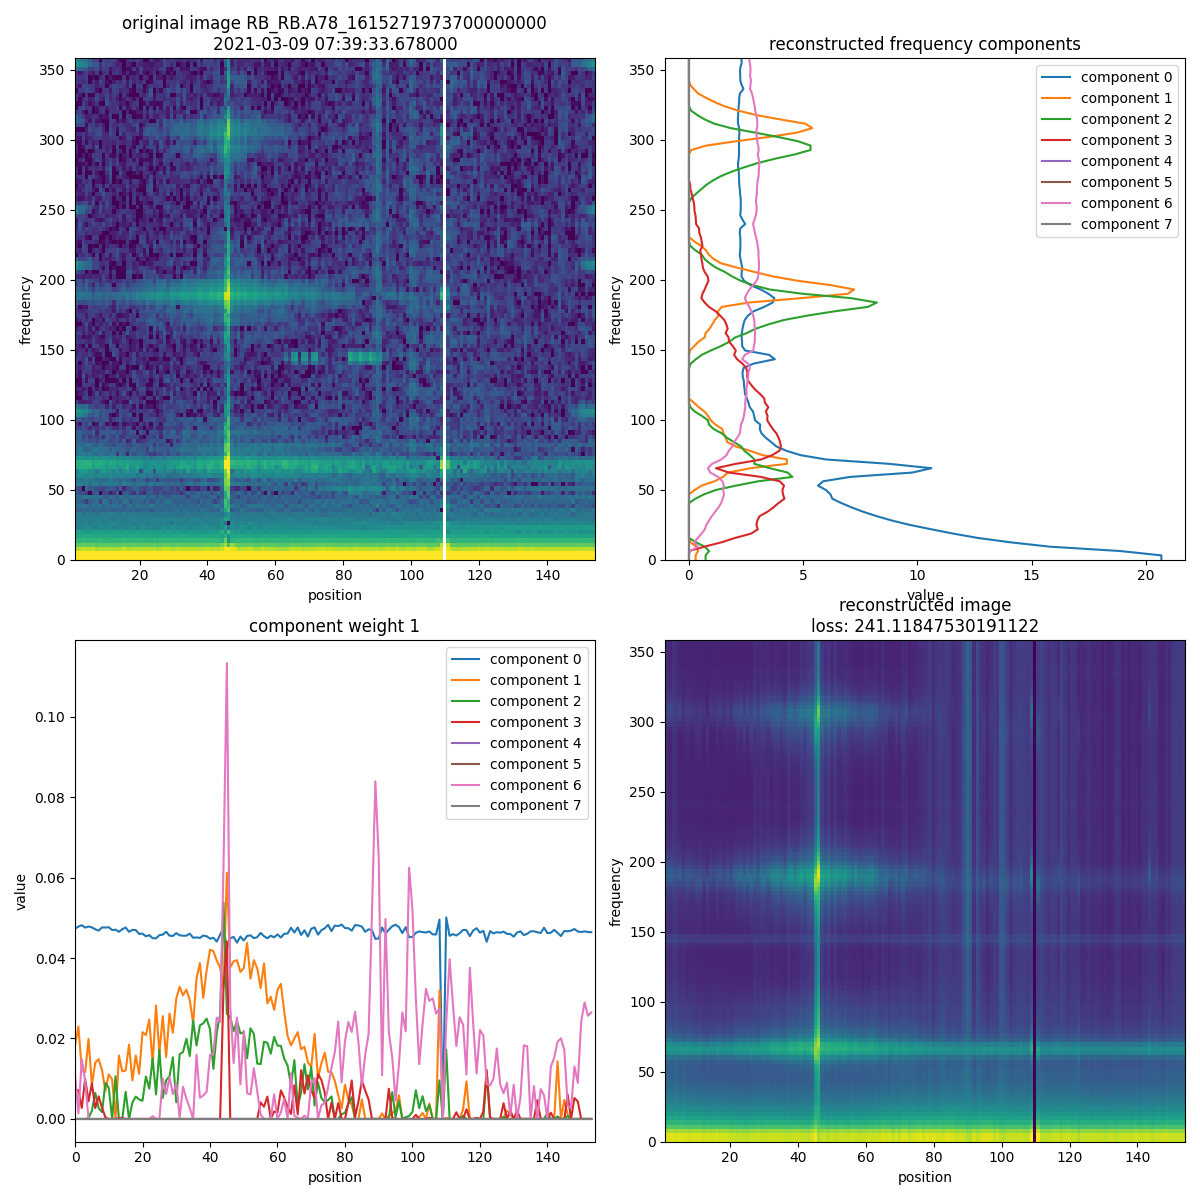 original image RB_RB.A78_1615271973700000000
2021-03-09 07:39:33.678000
frequency
350
300
250
200
150
100
50
0
20 40 60 80 100 120 140
position
reconstructed frequency components
frequency
350
300
250
200
150
100
50
0
component 0
component 1
component 2
component 3
component 4
component 5
component 6
component 7
0 5 10 15 20
value
component weight 1
value
0.10
0.08
0.06
0.04
0.02
0.00
component 0
component 1
component 2
component 3
component 4
component 5
component 6
component 7
0 20 40 60 80 100 120 140
position
reconstructed image
loss: 241.11847530191122
frequency
350
300
250
200
150
100
50
0
20 40 60 80 100 120 140
position